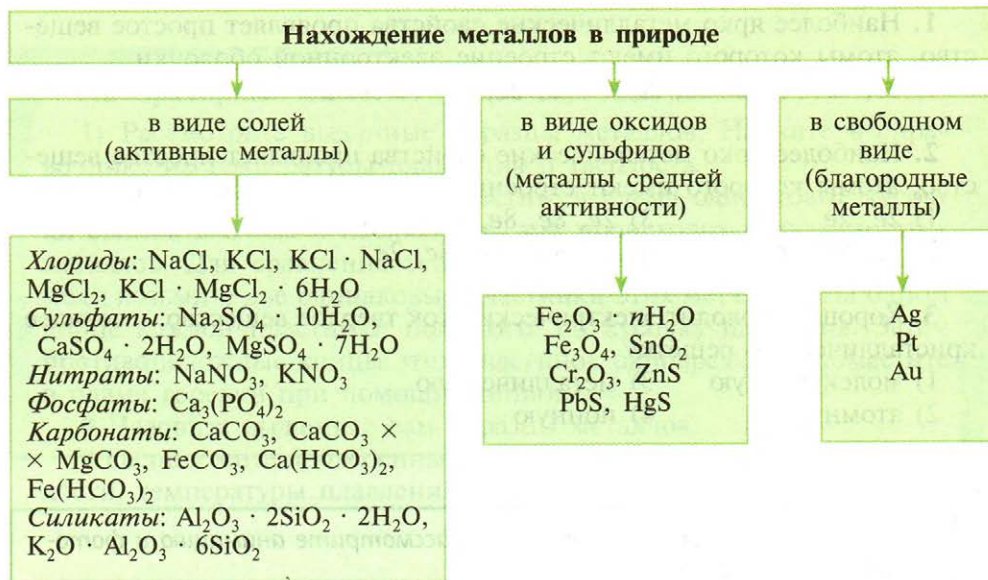 Нахождение металлов в природе
в виде солей
(активные металлы)
в виде оксидов
и сульфидов
(металлы средней
активности)
в свободном
виде
(благородные
металлы)
Хлориды: NaCl, KCl, KCl · NaCl,
MgCl₂, KCl · MgCl₂ · 6H₂O
Сульфаты: Na₂SO₄ · 10H₂O,
CaSO₄ · 2H₂O, MgSO₄ · 7H₂O
Нитраты: NaNO₃, KNO₃
Фосфаты: Ca₃(PO₄)₂
Карбонаты: CaCO₃, CaCO₃ ×
× MgCO₃, FeCO₃, Ca(HCO₃)₂,
Fe(HCO₃)₂
Силикаты: Al₂O₃ · 2SiO₂ · 2H₂O,
K₂O · Al₂O₃ · 6SiO₂
Fe₂O₃ · nH₂O
Fe₃O₄, SnO₂
Cr₂O₃, ZnS
PbS, HgS
Ag
Pt
Au